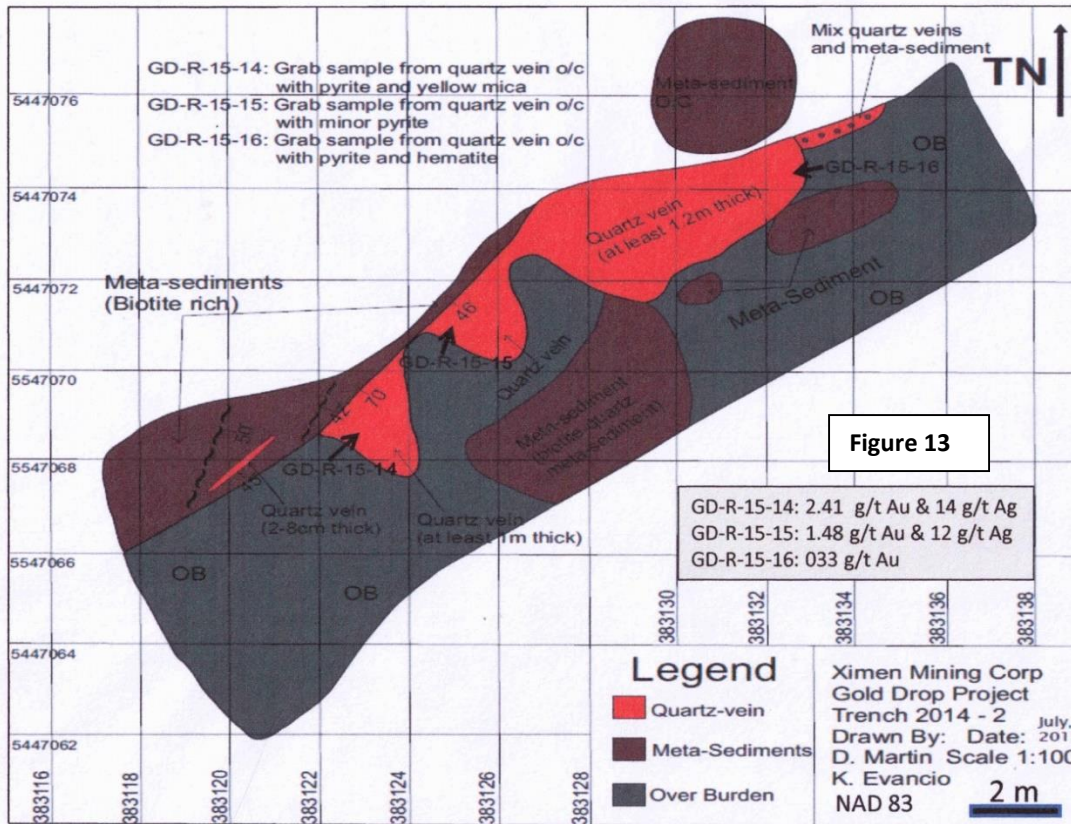 Mix quartz veins
and meta-sediment
TN
GD-R-15-14: Grab sample from quartz vein o/c
with pyrite and yellow mica
GD-R-15-15: Grab sample from quartz vein o/c
with minor pyrite
GD-R-15-16: Grab sample from quartz vein o/c
with pyrite and hematite
Meta-sediment
O/C
OB
GD-R-15-16
Quartz vein
(at least 1.2m thick)
Meta-sediments
(Biotite rich)
Meta-Sediment
OB
46
GD-R-15-15
Quartz vein
Meta-sediment
(biotite-quartz
meta-sediment)
42
70
GD-R-15-14
50
45
Quartz vein
(2-8cm thick)
Quartz vein
(at least 1m thick)
OB
OB
5447076
5447074
5447072
5547070
5547068
5547066
5547064
5547062
383116
383118
383120
383122
383124
383126
383128
383130
383132
383134
383136
383138
Figure 13
GD-R-15-14: 2.41 g/t Au & 14 g/t Ag
GD-R-15-15: 1.48 g/t Au & 12 g/t Ag
GD-R-15-16: 033 g/t Au
Legend
Quartz-vein
Meta-Sediments
Over Burden
Ximen Mining Corp
Gold Drop Project
Trench 2014 - 2
July,
Drawn By: Date: 201
D. Martin Scale 1:100
K. Evancio
NAD 83
2 m